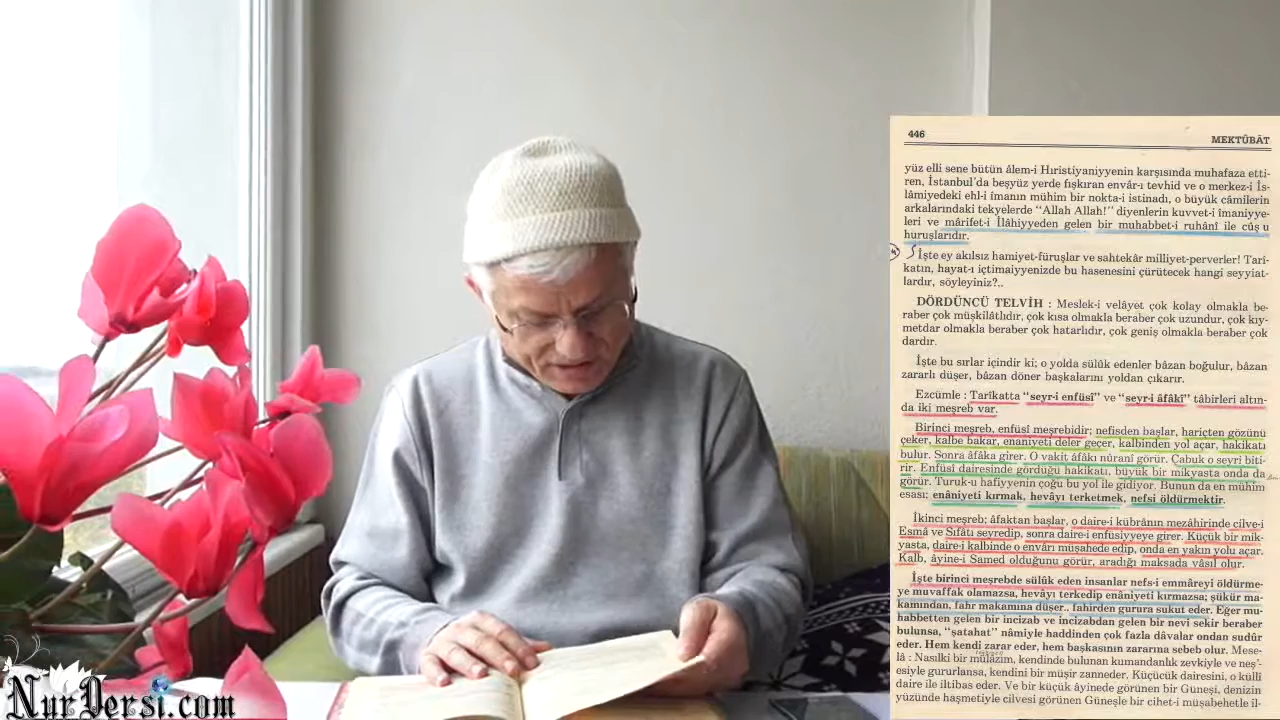 446
MEKTÛBÂT
yüz elli sene bütün âlem-i Hıristiyaniyyenin karşısında muhafaza etti-
ren, İstanbul'da beşyüz yerde fışkıran envâr-ı tevhid ve o merkez-i İs-
lâmiyedeki ehl-i îmanın mühim bir nokta-i istinadı, o büyük câmilerin
arkalarındaki tekyelerde "Allah Allah!" diyenlerin kuvvet-i îmaniyye-
leri ve mârifet-i İlâhiyyeden gelen bir muhabbet-i ruhânî ile cûş u
huruşlarıdır.
İşte ey akılsız hamiyet-füruşlar ve sahtekâr milliyet-perverler! Tari-
katın, hayat-ı içtimaiyyenizde bu hasenesini çürütecek hangi seyyiat-
lardır, söyleyiniz?..
DÖRDÜNCÜ TELVİH : Meslek-i velâyet çok kolay olmakla be-
raber çok müşkilâtlıdır, çok kısa olmakla beraber çok uzundur, çok kıy-
metdar olmakla beraber çok hatarlıdır, çok geniş olmakla beraber çok
dardır.
İşte bu sırlar içindir ki; o yolda sülûk edenler bâzan boğulur, bâzan
zararlı düşer, bâzan döner başkalarını yoldan çıkarır.
Ezcümle : Tarîkatta "seyr-i enfüsî" ve "seyr-i âfâkî" tâbirleri altın-
da iki meşreb var.
Birinci meşreb, enfüsî meşrebidir; nefisden başlar, hariçten gözünü
çeker, kalbe bakar, enaniyeti deler geçer, kalbinden yol açar, hakikatı
bulur. Sonra âfâka girer. O vakit âfâkı nûranî görür. Çabuk o seyri biti-
rir. Enfüsî dairesinde gördüğü hakikatı, büyük bir mikyasta onda da
görür. Turuk-u hafiyyenin çoğu bu yol ile gidiyor. Bunun da en mühim
esası; enâniyeti kırmak, hevâyı terketmek, nefsi öldürmektir.
İkinci meşreb; âfaktan başlar, o daire-i kübrânın mezâhirinde cilve-i
Esmâ ve Sıfâtı seyredip, sonra daire-i enfüsiyyeye girer. Küçük bir mik-
yasta, daire-i kalbinde o envârı müşahede edip, onda en yakın yolu açar.
Kalb, âyine-i Samed olduğunu görür, aradığı maksada vâsıl olur.
İşte birinci meşrebde sülûk eden insanlar nefs-i emmâreyi öldürme-
ye muvaffak olamazsa, hevâyı terkedip enâniyeti kırmazsa; şükür ma-
kamından, fahr makamına düşer.. fahirden gurura sukut eder. Eğer mu-
habbetten gelen bir incizab ve incizabdan gelen bir nevi sekir beraber
bulunsa, "şatahat" nâmiyle haddinden çok fazla dâvalar ondan sudûr
eder. Hem kendi zarar eder, hem başkasının zararına sebeb olur. Mese-
lâ : Nasılki bir mülâzım, kendinde bulunan kumandanlık zevkiyle ve neş'-
esiyle gururlansa, kendini bir müşir zanneder. Küçücük dairesini, o küllî
daire ile iltibas eder. Ve bir küçük âyinede görünen bir Güneşi, denizin
yüzünde haşmetiyle cilvesi görünen Güneşle bir cihet-i müşabehetle il-
NurDersi.com